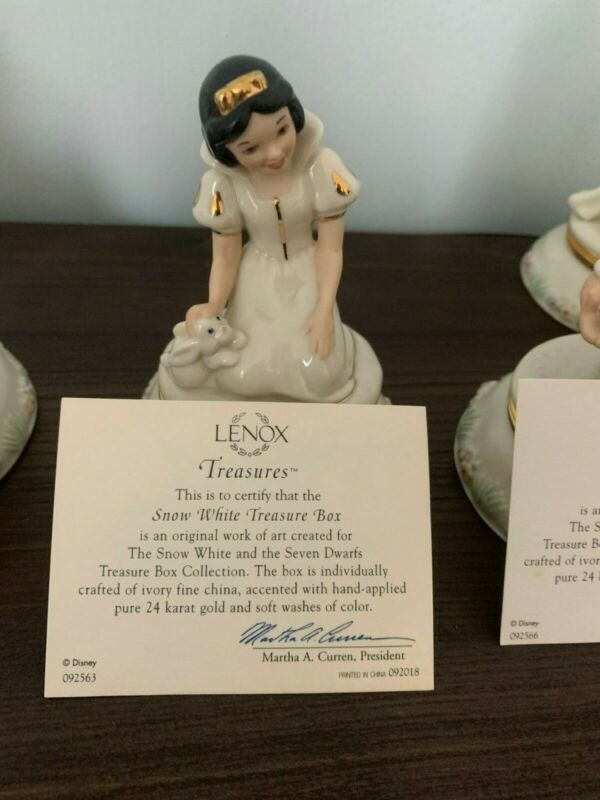 LENOX
Treasures™
This is to certify that the
Snow White Treasure Box
is an original work of art created for
The Snow White and the Seven Dwarfs
Treasure Box Collection. The box is individually
crafted of ivory fine china, accented with hand-applied
pure 24 karat gold and soft washes of color.
Martha A. Curren
Martha A. Curren, President
© Disney
092563
PRINTED IN CHINA 092018
is an
The S
Treasure B
crafted of ivor
pure 24
© Disney
092566